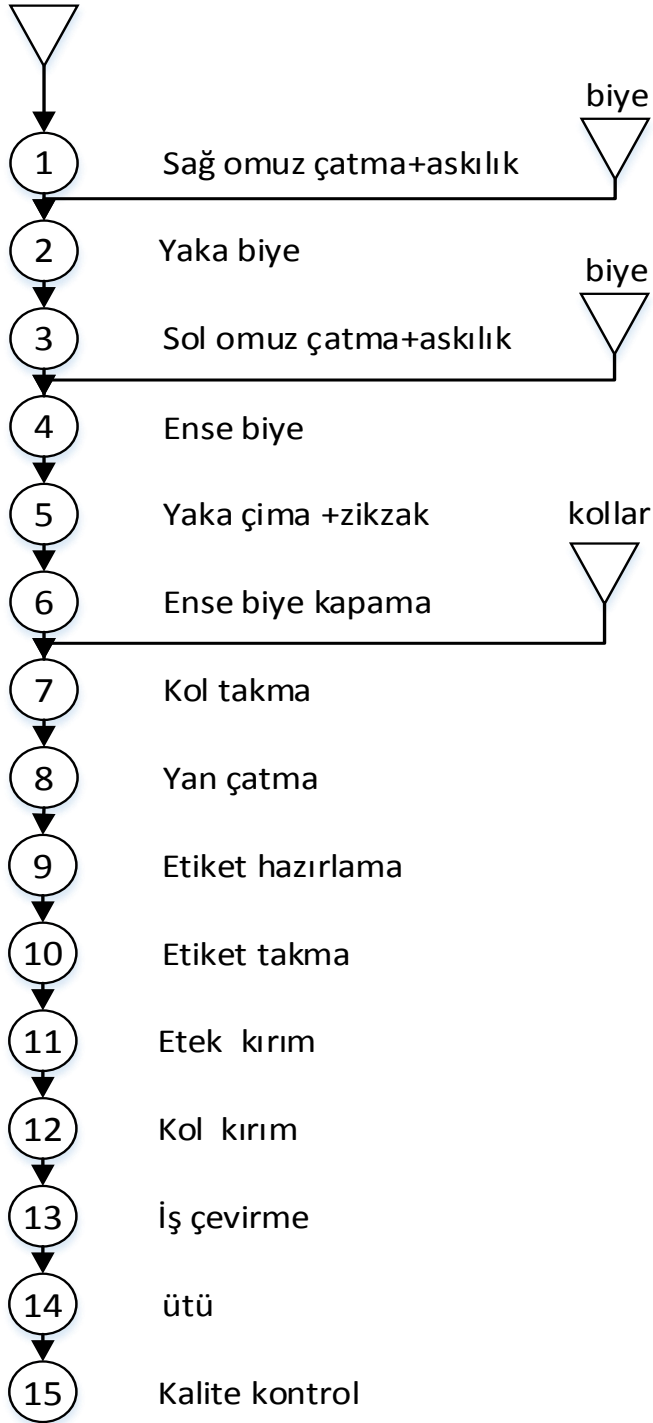 biye
1 Sağ omuz çatma+askılık
2 Yaka biye
biye
3 Sol omuz çatma+askılık
4 Ense biye
5 Yaka çima +zikzak
kollar
6 Ense biye kapama
7 Kol takma
8 Yan çatma
9 Etiket hazırlama
10 Etiket takma
11 Etek kırım
12 Kol kırım
13 İş çevirme
14 ütü
15 Kalite kontrol